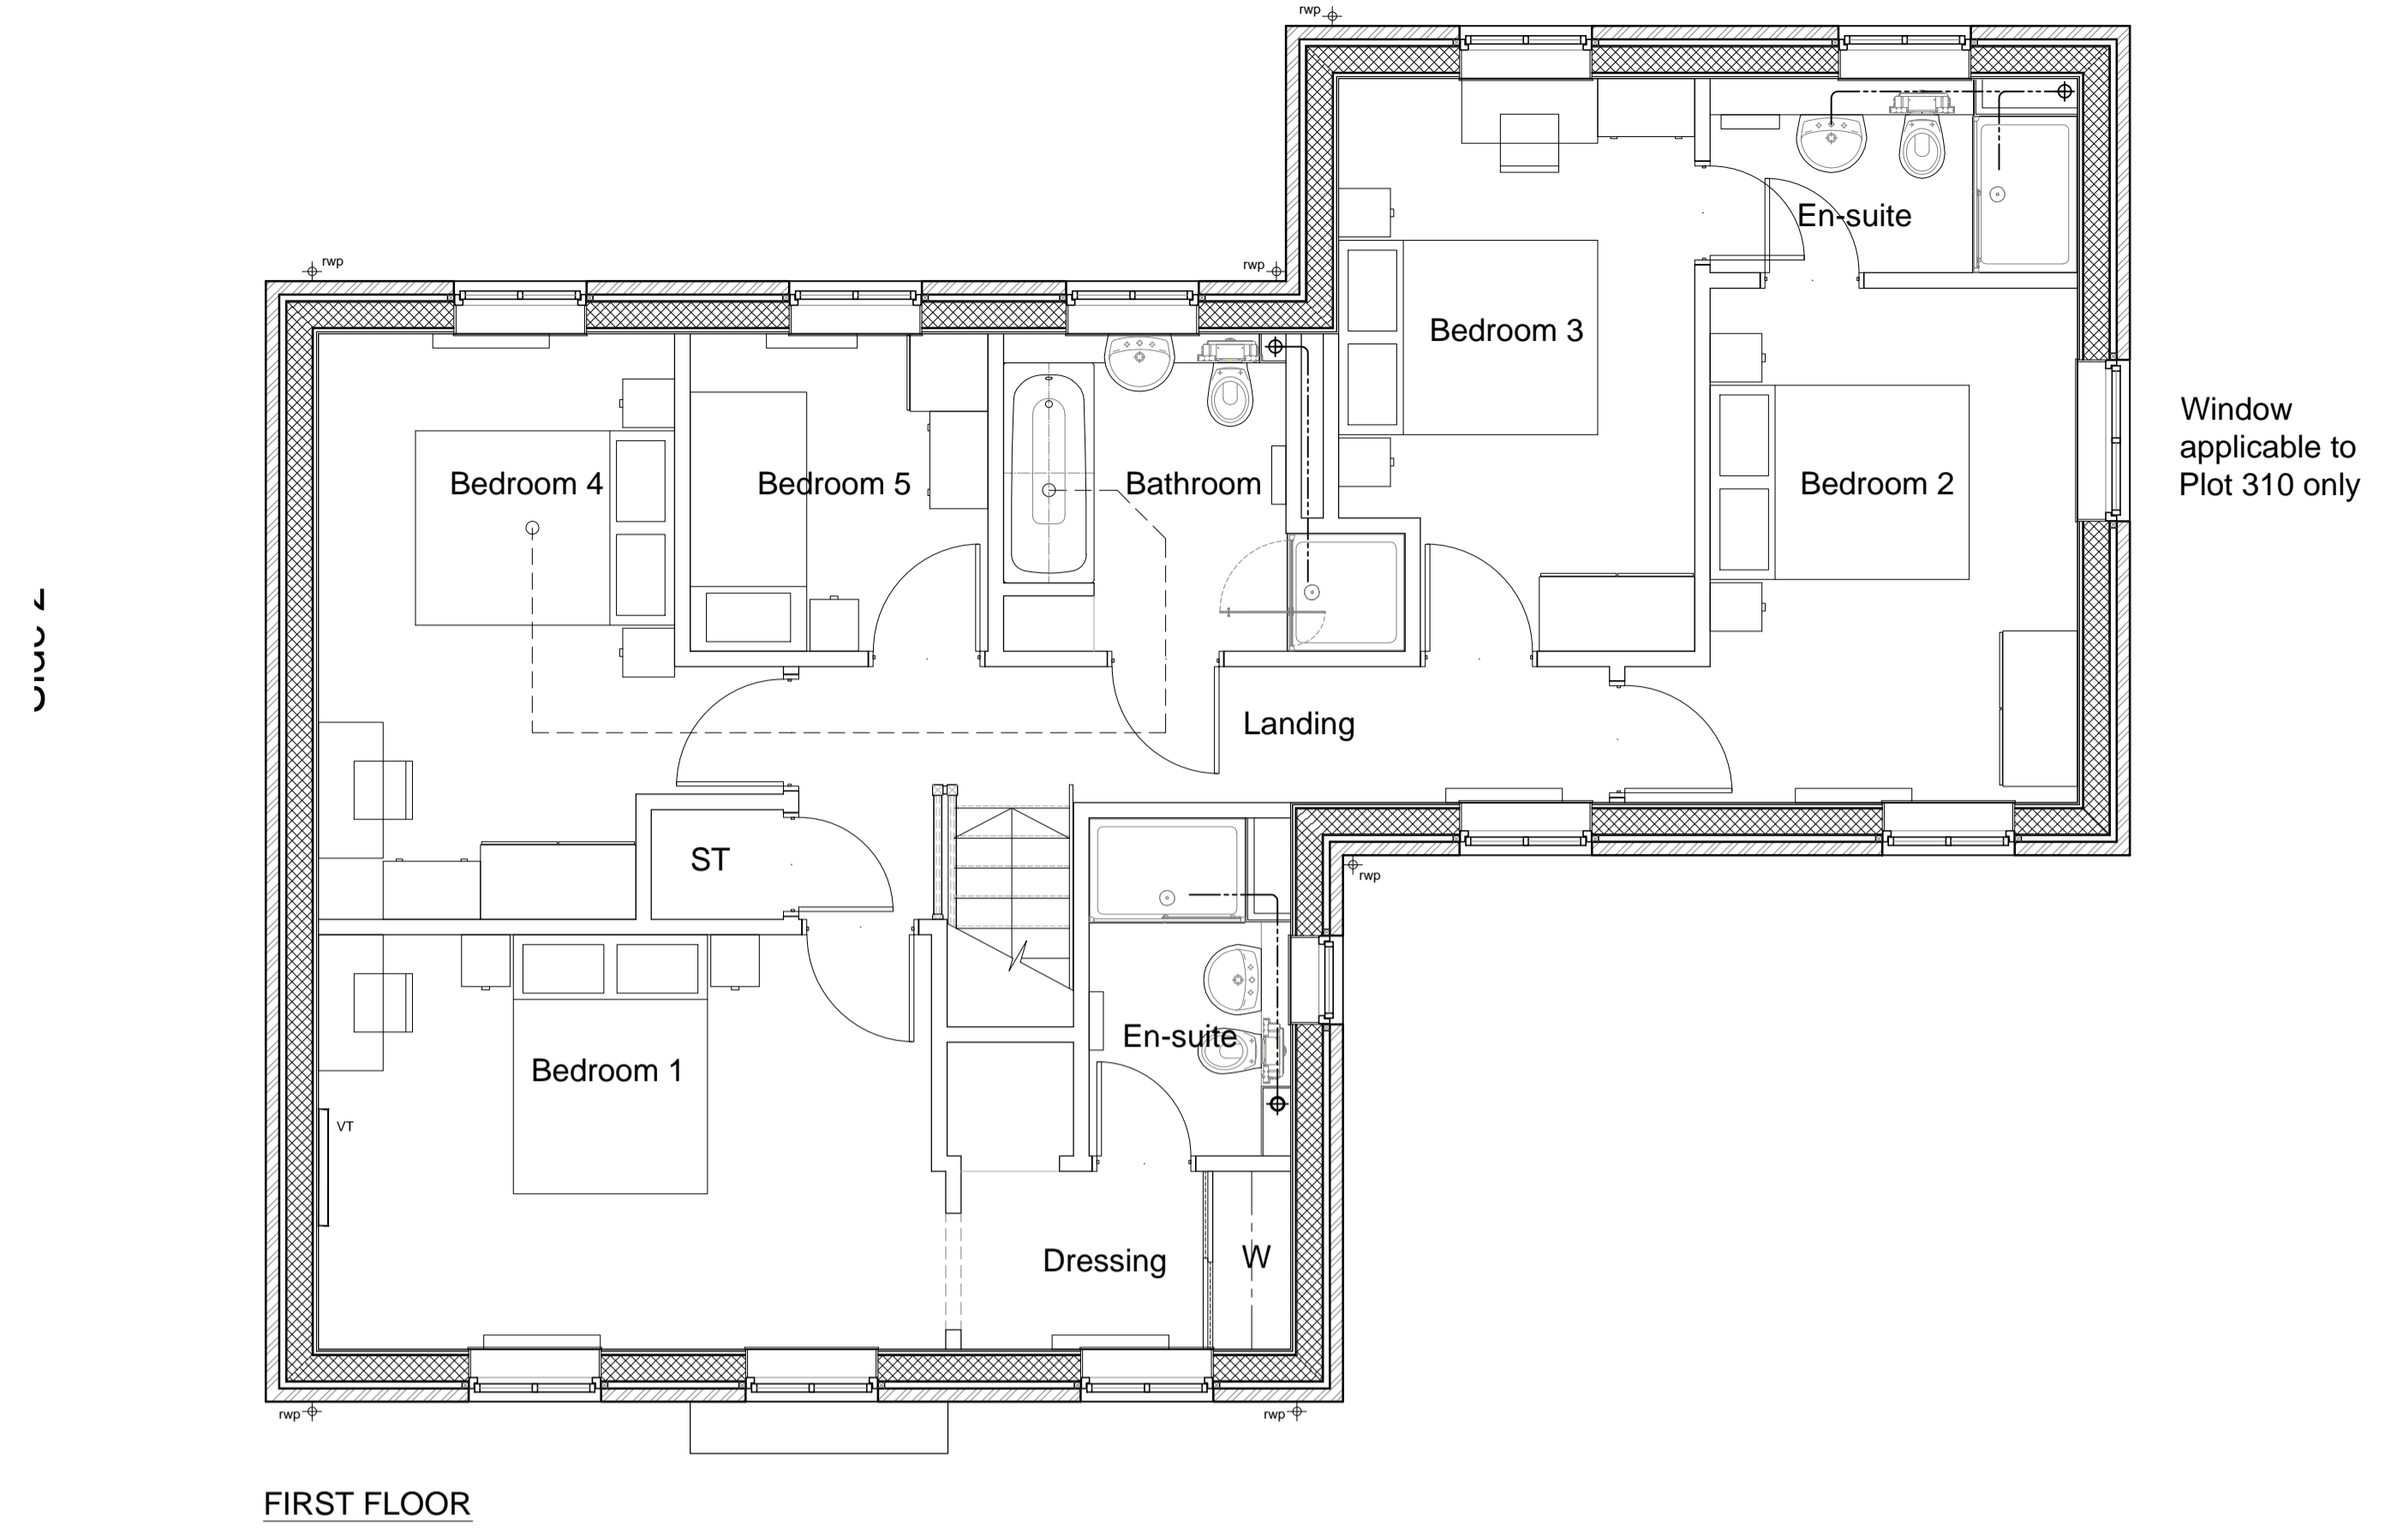 rwp
rwp
rwp
En-suite
Bedroom 3
Window
applicable to
Plot 310 only
Bedroom 4
Bedroom 5
Bathroom
Bedroom 2
Landing
ST
rwp
En-suite
Bedroom 1
VT
Dressing
W
rwp
rwp
FIRST FLOOR